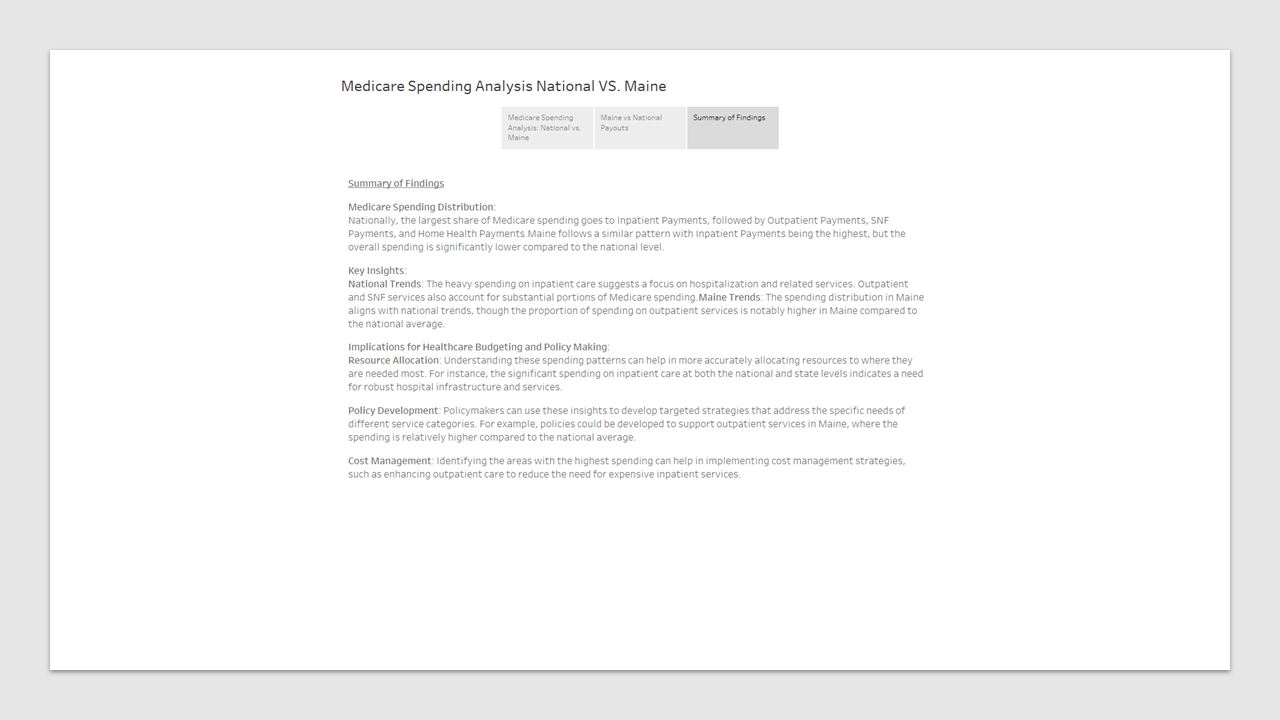 Medicare Spending Analysis National VS. Maine
Medicare Spending
Analysis: National vs.
Maine
Maine vs National
Payouts
Summary of Findings
Summary of Findings
Medicare Spending Distribution:
Nationally, the largest share of Medicare spending goes to Inpatient Payments, followed by Outpatient Payments, SNF
Payments, and Home Health Payments.Maine follows a similar pattern with Inpatient Payments being the highest, but the
overall spending is significantly lower compared to the national level.
Key Insights:
National Trends: The heavy spending on inpatient care suggests a focus on hospitalization and related services. Outpatient
and SNF services also account for substantial portions of Medicare spending.Maine Trends: The spending distribution in Maine
aligns with national trends, though the proportion of spending on outpatient services is notably higher in Maine compared to
the national average.
Implications for Healthcare Budgeting and Policy Making:
Resource Allocation: Understanding these spending patterns can help in more accurately allocating resources to where they
are needed most. For instance, the significant spending on inpatient care at both the national and state levels indicates a need
for robust hospital infrastructure and services.
Policy Development: Policymakers can use these insights to develop targeted strategies that address the specific needs of
different service categories. For example, policies could be developed to support outpatient services in Maine, where the
spending is relatively higher compared to the national average.
Cost Management: Identifying the areas with the highest spending can help in implementing cost management strategies,
such as enhancing outpatient care to reduce the need for expensive inpatient services.